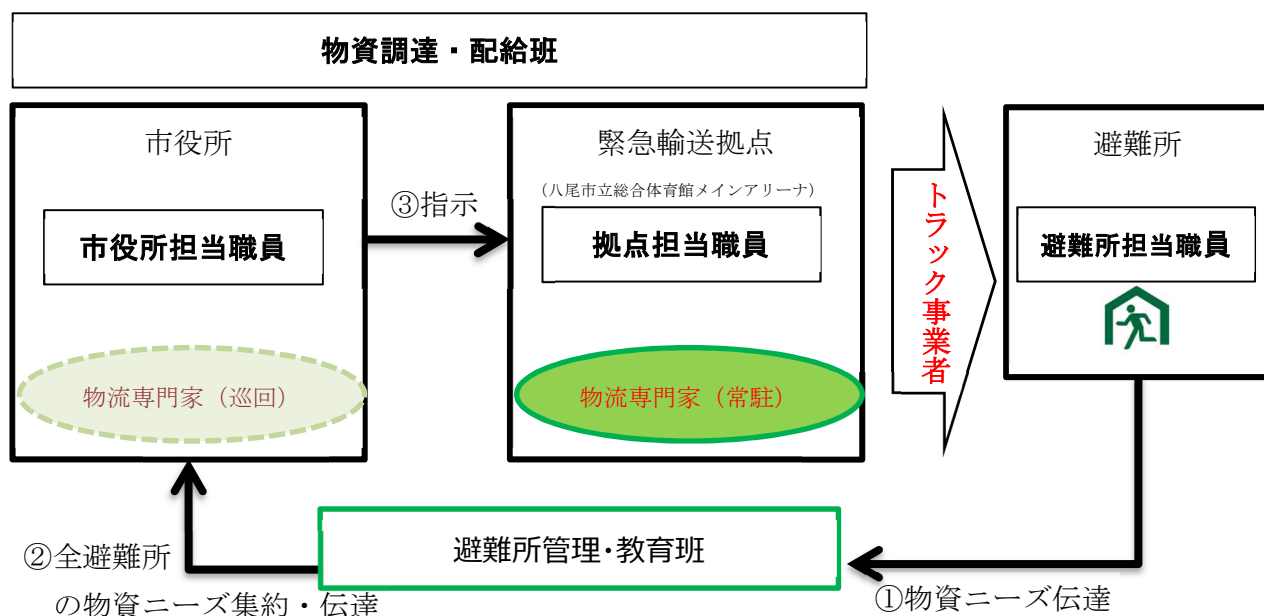 物資調達・配給班
市役所
市役所担当職員
物流専門家（巡回）
③指示
緊急輸送拠点
（八尾市立総合体育館メインアリーナ）
拠点担当職員
物流専門家（常駐）
トラック事業者
避難所
避難所担当職員
②全避難所
の物資ニーズ集約・伝達
避難所管理・教育班
①物資ニーズ伝達